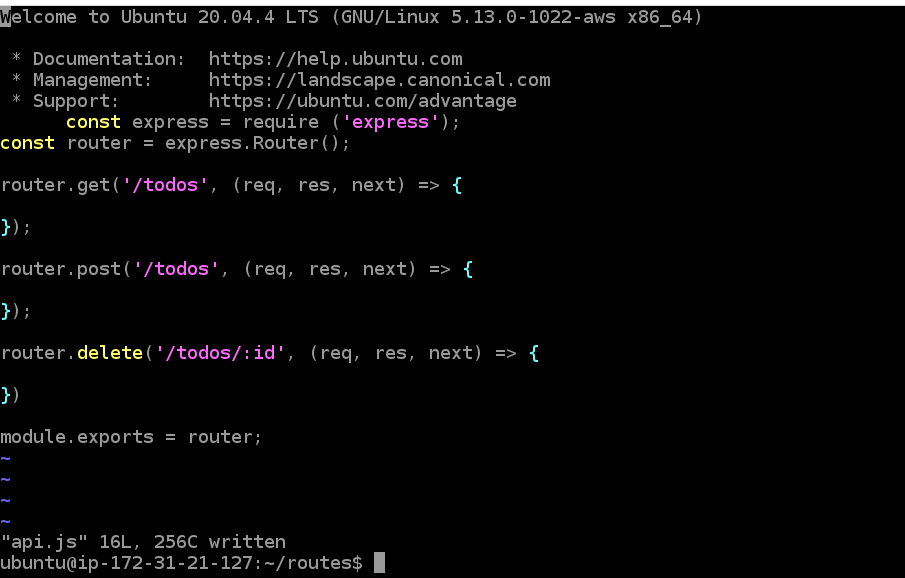 Welcome to Ubuntu 20.04.4 LTS (GNU/Linux 5.13.0-1022-aws x86_64)
 * Documentation:  https://help.ubuntu.com
 * Management:     https://landscape.canonical.com
 * Support:        https://ubuntu.com/advantage
      const express = require ('express');
const router = express.Router();
router.get('/todos', (req, res, next) => {
});
router.post('/todos', (req, res, next) => {
});
router.delete('/todos/:id', (req, res, next) => {
})
module.exports = router;
~
~
~
~
"api.js" 16L, 256C written
ubuntu@ip-172-31-21-127:~/routes$